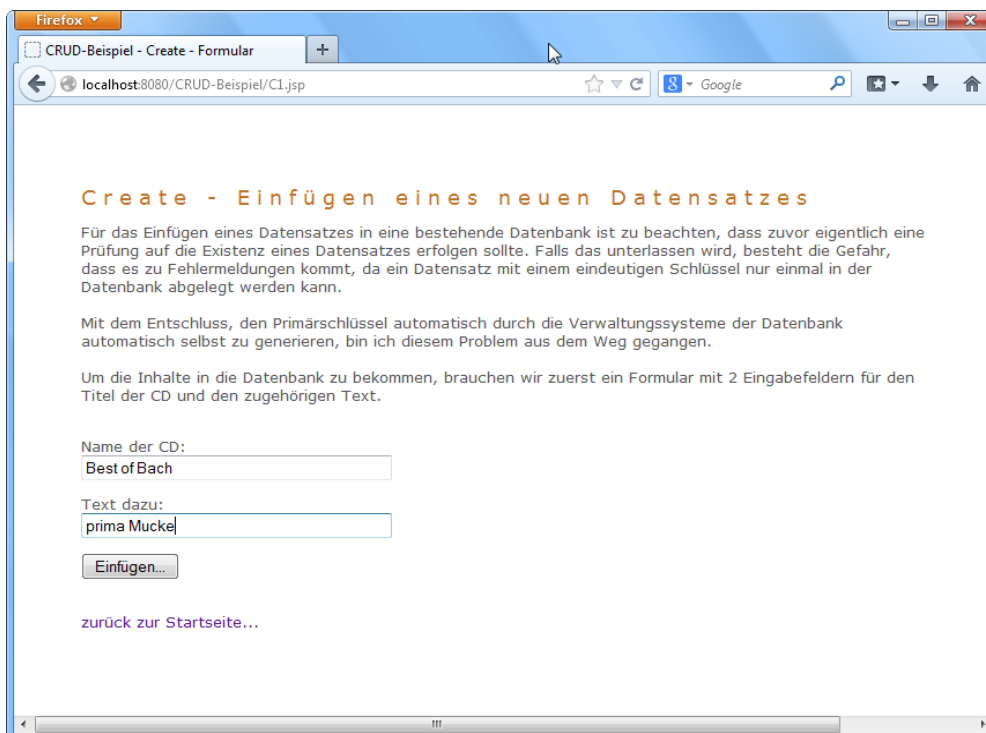 Firefox
CRUD-Beispiel - Create - Formular
localhost:8080/CRUD-Beispiel/C1.jsp
Google
Create - Einfügen eines neuen Datensatzes
Für das Einfügen eines Datensatzes in eine bestehende Datenbank ist zu beachten, dass zuvor eigentlich eine
Prüfung auf die Existenz eines Datensatzes erfolgen sollte. Falls das unterlassen wird, besteht die Gefahr,
dass es zu Fehlermeldungen kommt, da ein Datensatz mit einem eindeutigen Schlüssel nur einmal in der
Datenbank abgelegt werden kann.
Mit dem Entschluss, den Primärschlüssel automatisch durch die Verwaltungssysteme der Datenbank
automatisch selbst zu generieren, bin ich diesem Problem aus dem Weg gegangen.
Um die Inhalte in die Datenbank zu bekommen, brauchen wir zuerst ein Formular mit 2 Eingabefeldern für den
Titel der CD und den zugehörigen Text.
Name der CD:
Best of Bach
Text dazu:
prima Mucke
Einfügen...
zurück zur Startseite...